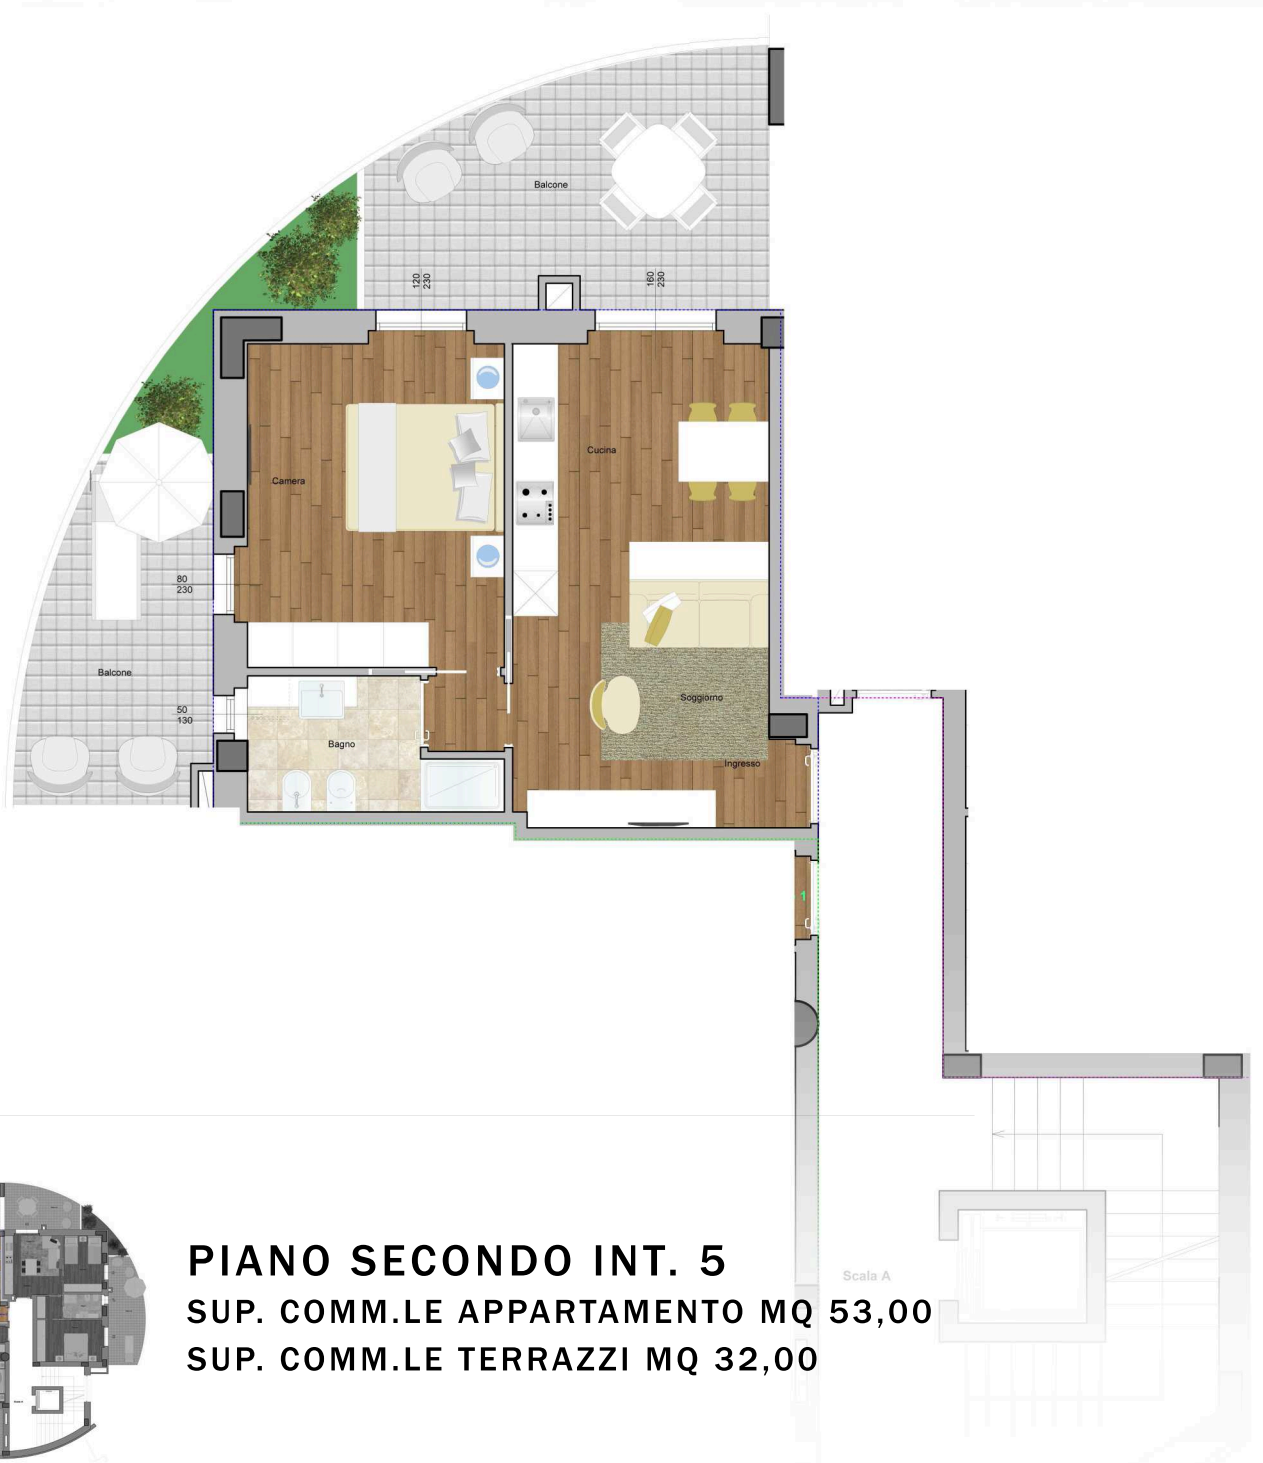 Balcone
120
230
160
230
Cucina
Camera
80
230
Balcone
Soggiorno
50
130
Bagno
Ingresso
1
Scala A
PIANO SECONDO INT. 5
SUP. COMM.LE APPARTAMENTO MQ 53,00
SUP. COMM.LE TERRAZZI MQ 32,00